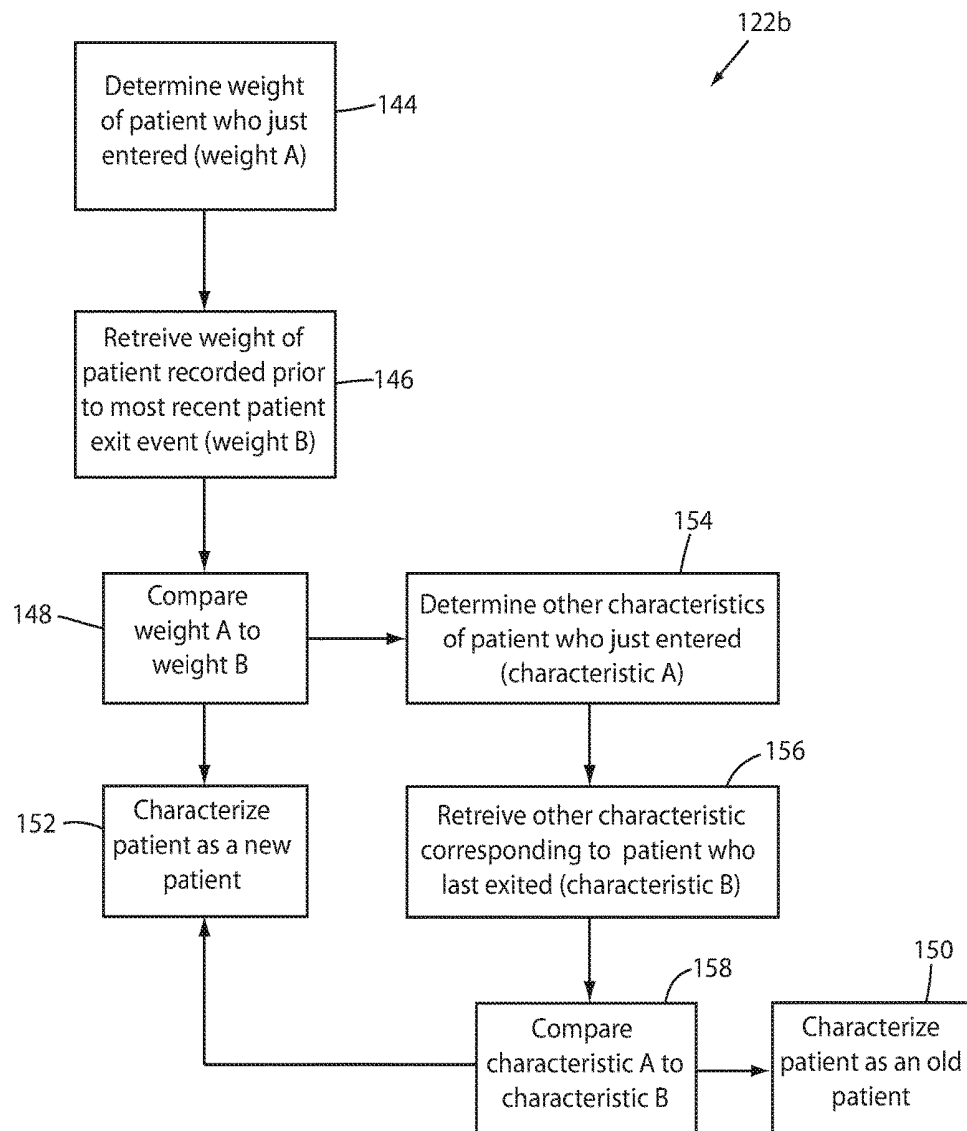 122b
Determine weight
of patient who just
entered (weight A)
144
Retreive weight of
patient recorded prior
to most recent patient
exit event (weight B)
146
154
Compare
weight A to
weight B
148
Determine other characteristics
of patient who just entered
(characteristic A)
156
Characterize
patient as a new
patient
152
Retreive other characteristic
corresponding to patient who
last exited (characteristic B)
158
150
Compare
characteristic A to
characteristic B
Characterize
patient as an old
patient